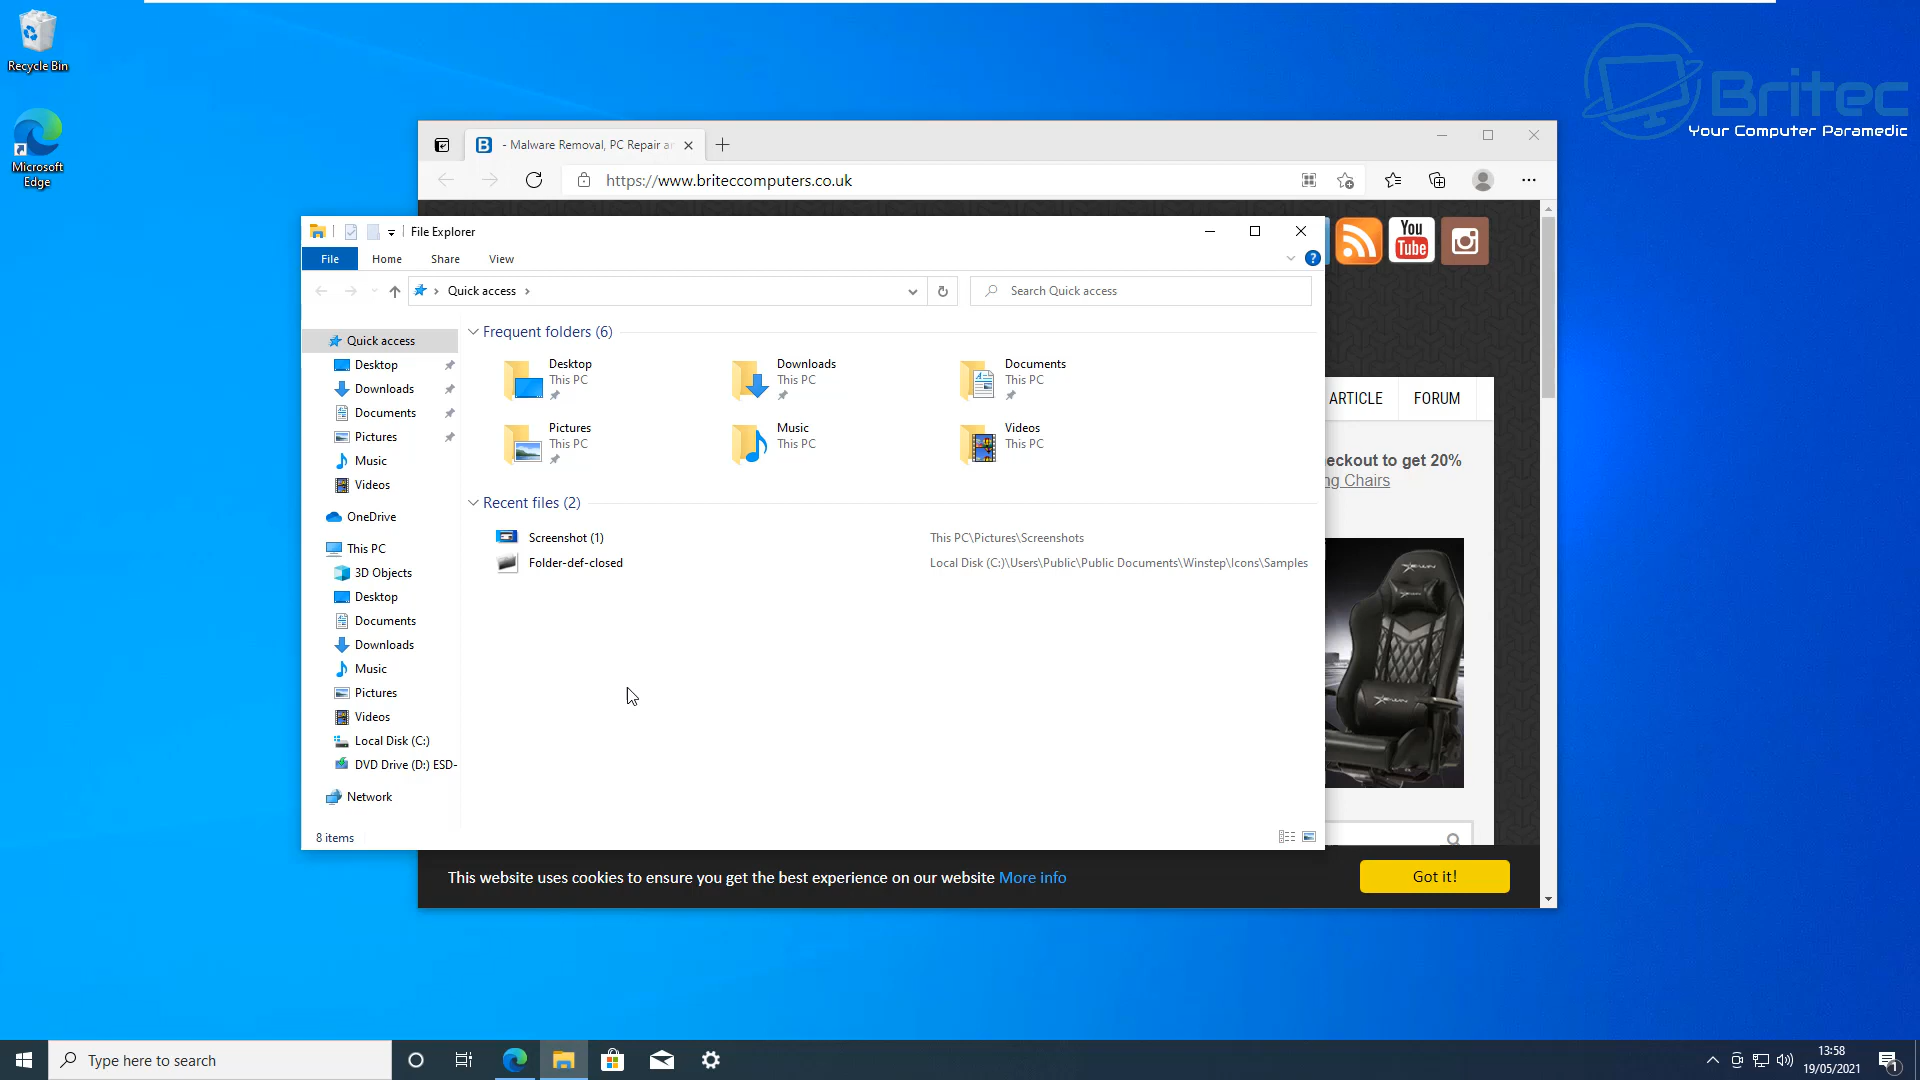 Recycle Bin
Microsoft
Edge
Britec
Your Computer Paramedic
B - Malware Removal, PC Repair a
https://www.briteccomputers.co.uk
You
Tube
File Explorer
File Home Share View
Quick access
Search Quick access
ARTICLE FORUM
eckout to get 20%
ng Chairs
Quick access
Desktop
Downloads
Documents
Pictures
Music
Videos
OneDrive
This PC
3D Objects
Desktop
Documents
Downloads
Music
Pictures
Videos
Local Disk (C:)
DVD Drive (D:) ESD-
Network
Frequent folders (6)
Desktop
This PC
Downloads
This PC
Documents
This PC
Pictures
This PC
Music
This PC
Videos
This PC
Recent files (2)
Screenshot (1) This PC\Pictures\Screenshots
Folder-def-closed Local Disk (C:)\Users\Public\Public Documents\Winstep\Icons\Samples
8 items
This website uses cookies to ensure you get the best experience on our website More info
Got it!
Type here to search
13:58
19/05/2021
1